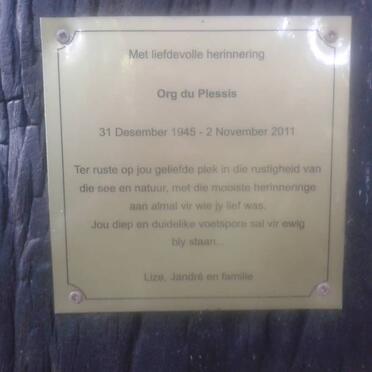 Met liefdevolle herinnering
Org du Plessis
31 Desember 1945 - 2 November 2011
Ter ruste op jou geliefde plek in die rustigheid van
die see en natuur, met die mooiste herinneringe
aan almal vir wie jy lief was.
Jou diep en duidelike voetspore sal vir ewig
bly staan...
Lize, Jandré en familie